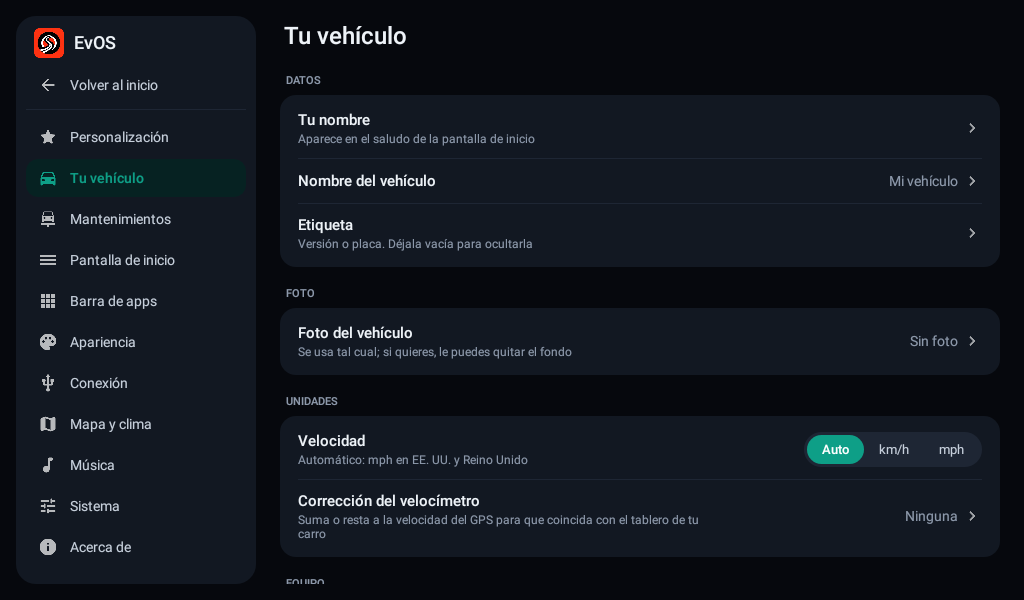 EvOS
Volver al inicio
Personalización
Tu vehículo
Mantenimientos
Pantalla de inicio
Barra de apps
Apariencia
Conexión
Mapa y clima
Música
Sistema
Acerca de
Tu vehículo
DATOS
Tu nombre
Aparece en el saludo de la pantalla de inicio
Nombre del vehículo
Mi vehículo
Etiqueta
Versión o placa. Déjala vacía para ocultarla
FOTO
Foto del vehículo
Se usa tal cual; si quieres, le puedes quitar el fondo
Sin foto
UNIDADES
Velocidad
Automático: mph en EE. UU. y Reino Unido
Auto km/h mph
Corrección del velocímetro
Suma o resta a la velocidad del GPS para que coincida con el tablero de tu
carro
Ninguna
EQUIPO